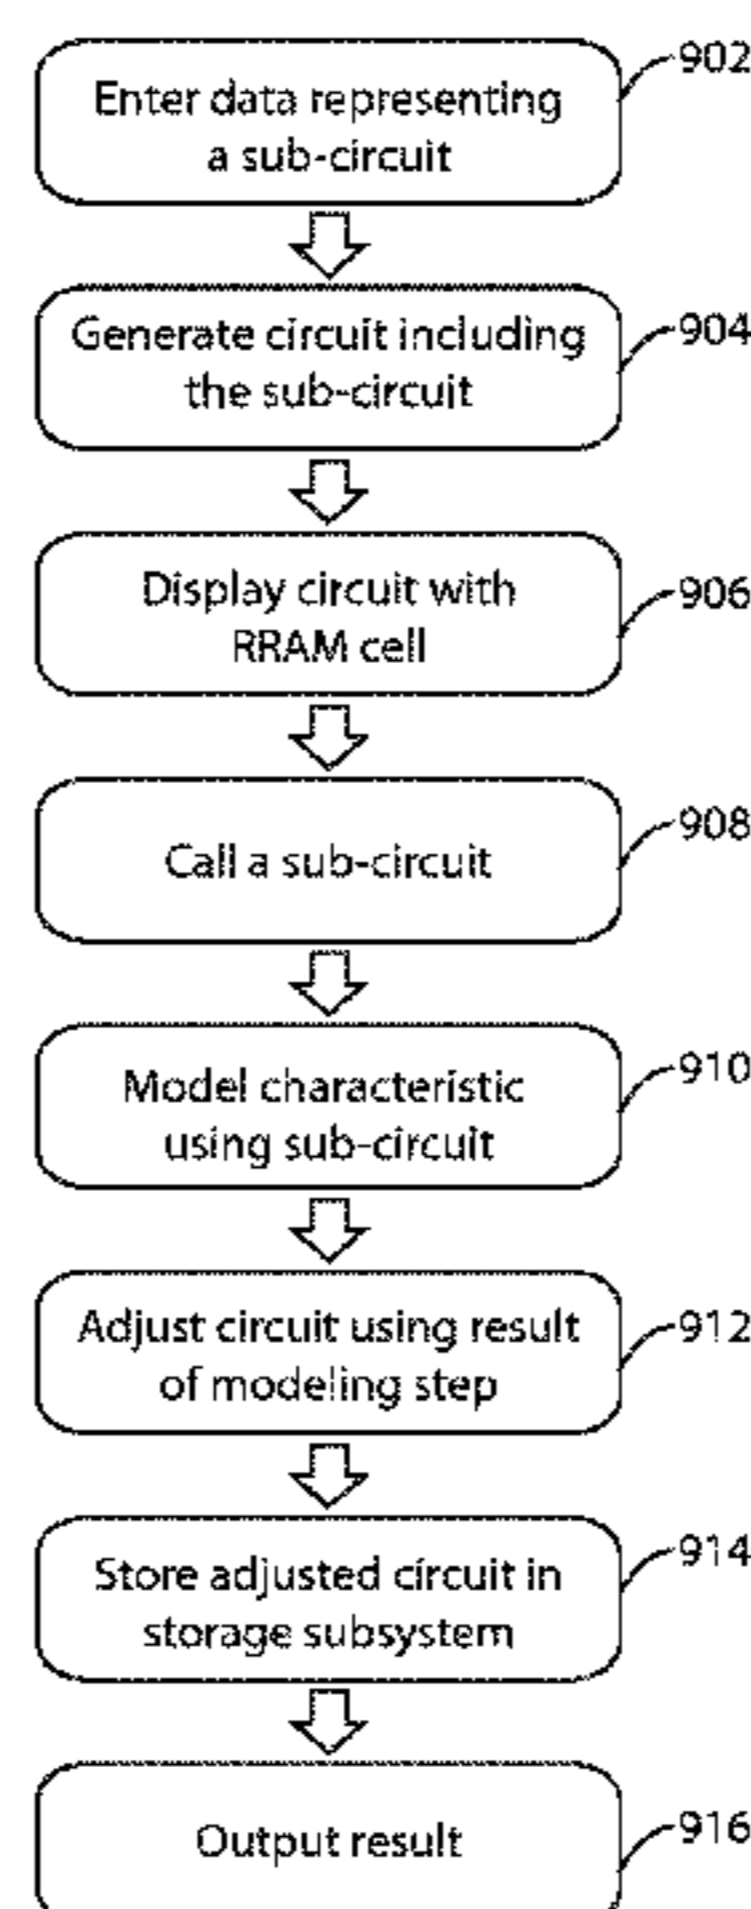 Enter data representing
a sub-circuit
902
Generate circuit including
the sub-circuit
904
Display circuit with
RRAM cell
906
Call a sub-circuit
908
Model characteristic
using sub-circuit
910
Adjust circuit using result
of modeling step
912
Store adjusted circuit in
storage subsystem
914
Output result
916